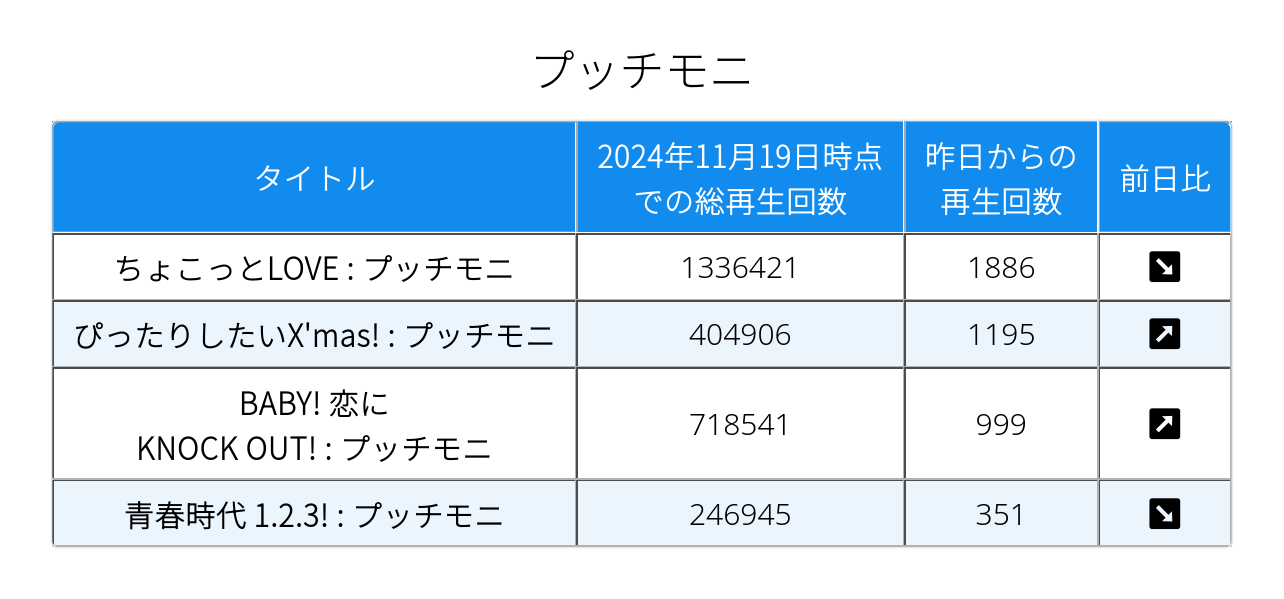 プッチモニ
タイトル
2024年11月19日時点
での総再生回数
昨日からの
再生回数
前日比
ちょこっとLOVE : プッチモニ
1336421
1886
↘
ぴったりしたいX'mas! : プッチモニ
404906
1195
↗
BABY! 恋に
KNOCK OUT! : プッチモニ
718541
999
↗
青春時代 1.2.3! : プッチモニ
246945
351
↘